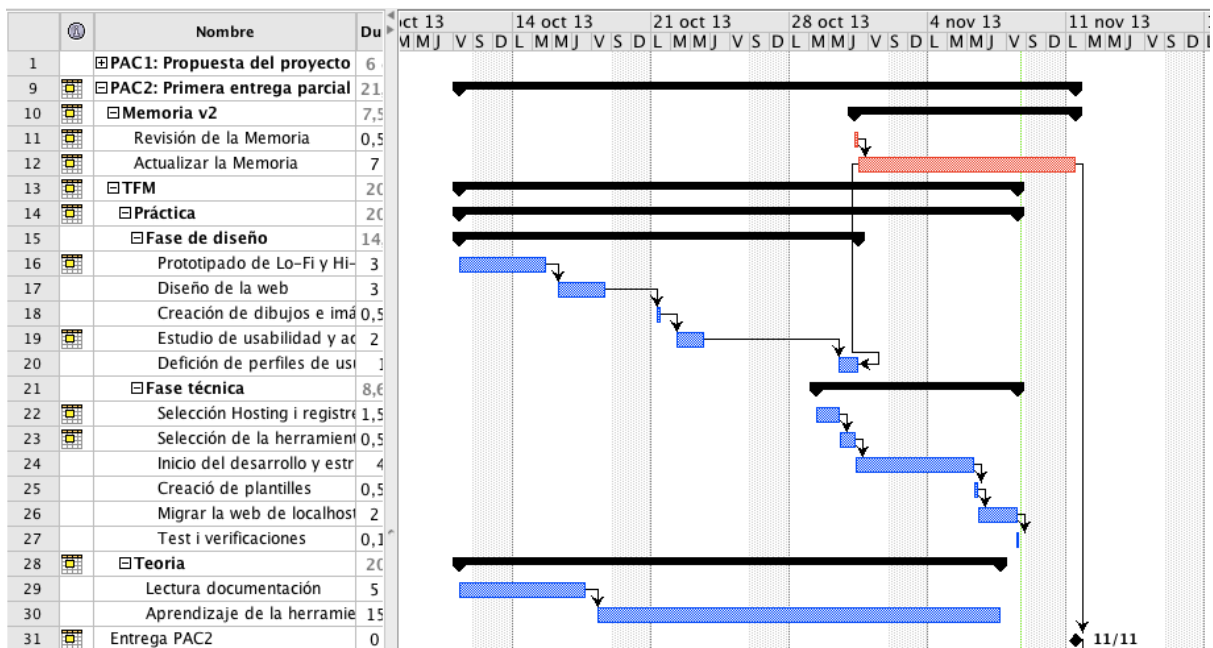 Nombre Du ct 13 14 oct 13 21 oct 13 28 oct 13 4 nov 13 11 nov 13
M M J V S D L M M J V S D L M M J V S D L M M J V S D L M M J V S D L M M J V S D L
1 PAC1: Propuesta del proyecto 6
9 PAC2: Primera entrega parcial 21,
10 Memoria v2 7,5
11 Revisión de la Memoria 0,5
12 Actualizar la Memoria 7
13 TFM 20
14 Práctica 20
15 Fase de diseño 14,
16 Prototipado de Lo-Fi y Hi- 3
17 Diseño de la web 3
18 Creación de dibujos e imá 0,5
19 Estudio de usabilidad y ac 2
20 Defición de perfiles de usu 1
21 Fase técnica 8,6
22 Selección Hosting i registre 1,5
23 Selección de la herramient 0,5
24 Inicio del desarrollo y estr 4
25 Creació de plantilles 0,5
26 Migrar la web de localhost 2
27 Test i verificaciones 0,1
28 Teoria 20
29 Lectura documentación 5
30 Aprendizaje de la herramie 15
31 Entrega PAC2 0 11/11